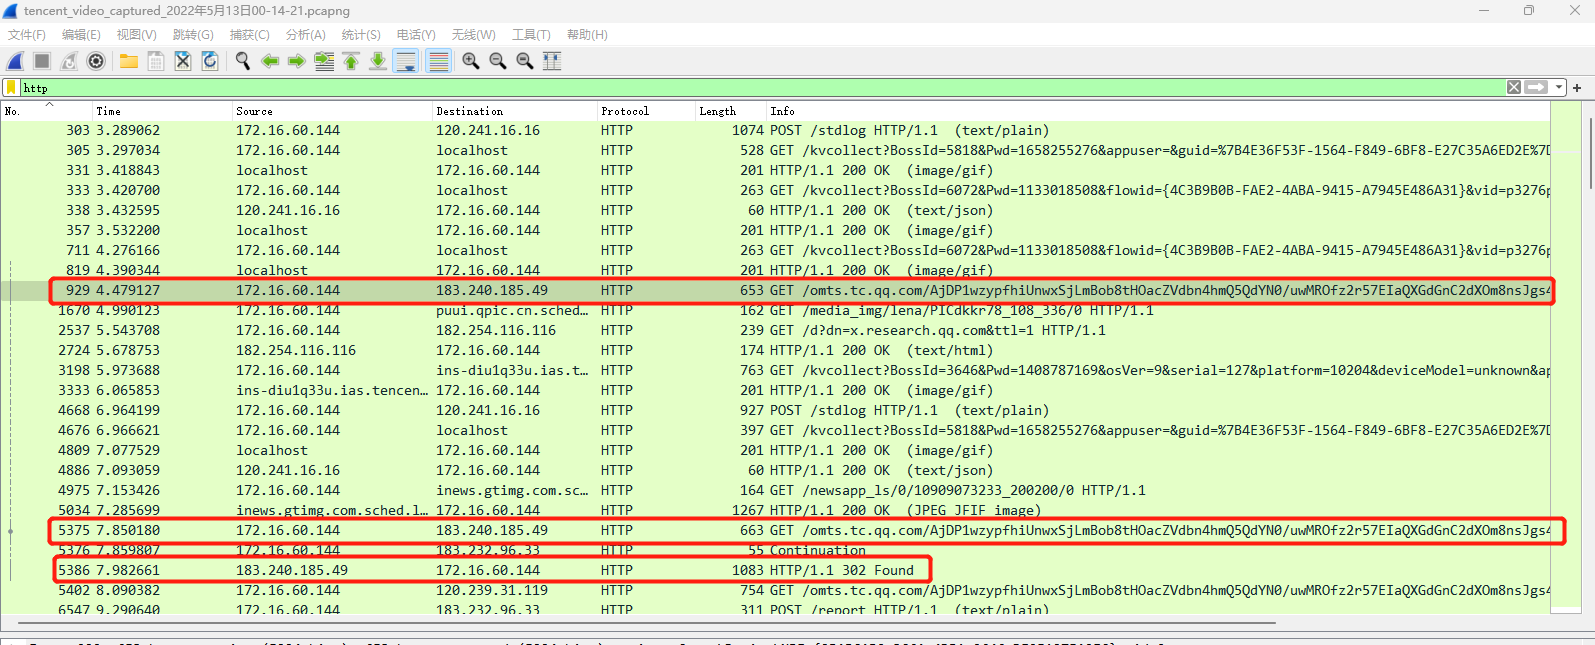 tencent_video_captured_2022年5月13日00-14-21.pcapng
文件(F) 编辑(E) 视图(V) 跳转(G) 捕获(C) 分析(A) 统计(S) 电话(Y) 无线(W) 工具(T) 帮助(H)
http
No. Time Source Destination Protocol Length Info
303 3.289062 172.16.60.144 120.241.16.16 HTTP 1074 POST /stdlog HTTP/1.1 (text/plain)
305 3.297034 172.16.60.144 localhost HTTP 528 GET /kvcollect?BossId=5818&Pwd=1658255276&appuser=&guid=%7B4E36F53F-1564-F849-6BF8-E27C35A6ED2E%7D
331 3.418843 localhost 172.16.60.144 HTTP 201 HTTP/1.1 200 OK (image/gif)
333 3.420700 172.16.60.144 localhost HTTP 263 GET /kvcollect?BossId=6072&Pwd=1133018508&flowid={4C3B9B0B-FAE2-4ABA-9415-A7945E486A31}&vid=p3276p
338 3.432595 120.241.16.16 172.16.60.144 HTTP 60 HTTP/1.1 200 OK (text/json)
357 3.532200 localhost 172.16.60.144 HTTP 201 HTTP/1.1 200 OK (image/gif)
711 4.276166 172.16.60.144 localhost HTTP 263 GET /kvcollect?BossId=6072&Pwd=1133018508&flowid={4C3B9B0B-FAE2-4ABA-9415-A7945E486A31}&vid=p3276p
819 4.390344 localhost 172.16.60.144 HTTP 201 HTTP/1.1 200 OK (image/gif)
929 4.479127 172.16.60.144 183.240.185.49 HTTP 653 GET /omts.tc.qq.com/AjDP1wzypfhiUnwxSjLmBob8tHOacZVdbn4hmQ5QdYN0/uwMROfz2r57EIaQXGdGnC2dXOm8nsJgs4
1670 4.990123 172.16.60.144 puui.qpic.cn.sched… HTTP 162 GET /media_img/lena/PICdkkr78_108_336/0 HTTP/1.1
2537 5.543708 172.16.60.144 182.254.116.116 HTTP 239 GET /d?dn=x.research.qq.com&ttl=1 HTTP/1.1
2724 5.678753 182.254.116.116 172.16.60.144 HTTP 174 HTTP/1.1 200 OK (text/html)
3198 5.973688 172.16.60.144 ins-diu1q33u.ias.t… HTTP 763 GET /kvcollect?BossId=3646&Pwd=1408787169&osVer=9&serial=127&platform=10204&deviceModel=unknown&ap
3333 6.065853 ins-diu1q33u.ias.tencen… 172.16.60.144 HTTP 201 HTTP/1.1 200 OK (image/gif)
4668 6.964199 172.16.60.144 120.241.16.16 HTTP 927 POST /stdlog HTTP/1.1 (text/plain)
4676 6.966621 172.16.60.144 localhost HTTP 397 GET /kvcollect?BossId=5818&Pwd=1658255276&appuser=&guid=%7B4E36F53F-1564-F849-6BF8-E27C35A6ED2E%7D
4809 7.077529 localhost 172.16.60.144 HTTP 201 HTTP/1.1 200 OK (image/gif)
4886 7.093059 120.241.16.16 172.16.60.144 HTTP 60 HTTP/1.1 200 OK (text/json)
4975 7.153426 172.16.60.144 inews.gtimg.com.sc… HTTP 164 GET /newsapp_ls/0/10909073233_200200/0 HTTP/1.1
5034 7.285699 inews.gtimg.com.sched.l… 172.16.60.144 HTTP 1267 HTTP/1.1 200 OK (JPEG JFIF image)
5375 7.850180 172.16.60.144 183.240.185.49 HTTP 663 GET /omts.tc.qq.com/AjDP1wzypfhiUnwxSjLmBob8tHOacZVdbn4hmQ5QdYN0/uwMROfz2r57EIaQXGdGnC2dXOm8nsJgs4
5376 7.859807 172.16.60.144 183.232.96.33 HTTP 55 Continuation
5386 7.982661 183.240.185.49 172.16.60.144 HTTP 1083 HTTP/1.1 302 Found
5402 8.090382 172.16.60.144 120.239.31.119 HTTP 754 GET /omts.tc.qq.com/AjDP1wzypfhiUnwxSjLmBob8tHOacZVdbn4hmQ5QdYN0/uwMROfz2r57EIaQXGdGnC2dXOm8nsJgs4
6547 9.290640 172.16.60.144 183.232.96.33 HTTP 311 POST /report HTTP/1.1 (text/plain)